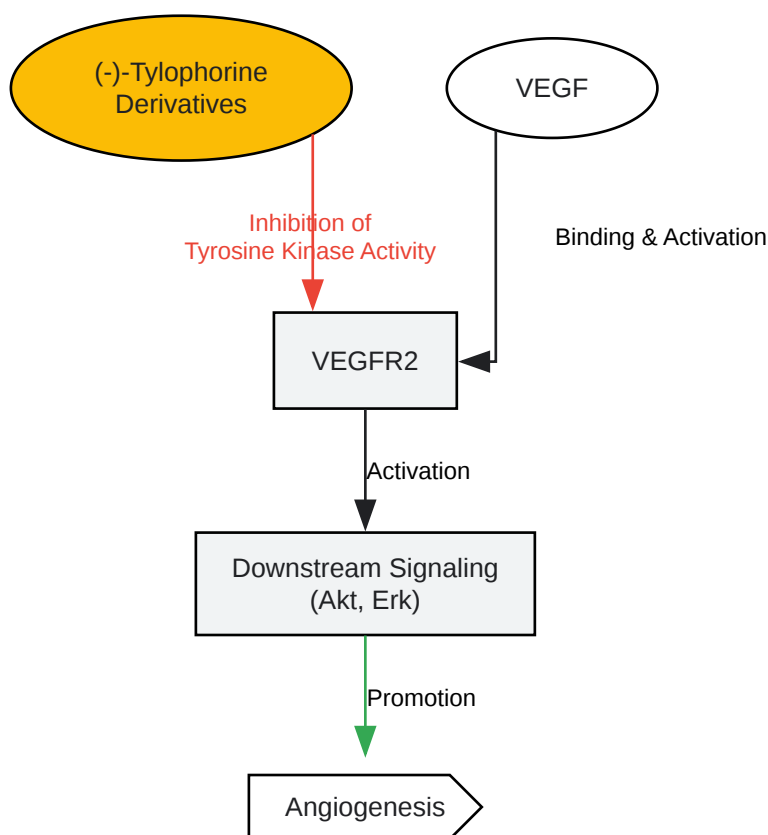 (-)-Tylophorine
Derivatives
VEGF
Inhibition of
Tyrosine Kinase Activity
Binding & Activation
VEGFR2
Activation
Downstream Signaling
(Akt, Erk)
Promotion
Angiogenesis